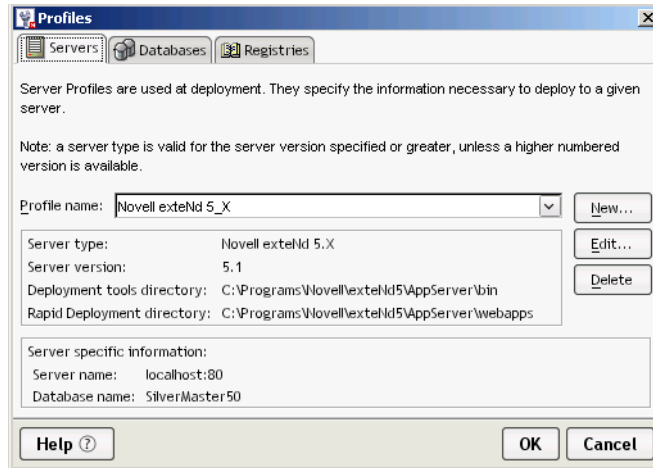 Profiles
Servers Databases Registries
Server Profiles are used at deployment. They specify the information necessary to deploy to a given
server.
Note: a server type is valid for the server version specified or greater, unless a higher numbered
version is available.
Profile name: Novell exteNd 5_X New...
Server type: Novell exteNd 5.X Edit...
Server version: 5.1
Deployment tools directory: C:\Programs\Novell\exteNd5\AppServer\bin Delete
Rapid Deployment directory: C:\Programs\Novell\exteNd5\AppServer\webapps
Server specific information:
Server name: localhost:80
Database name: SilverMaster50
Help ? OK Cancel